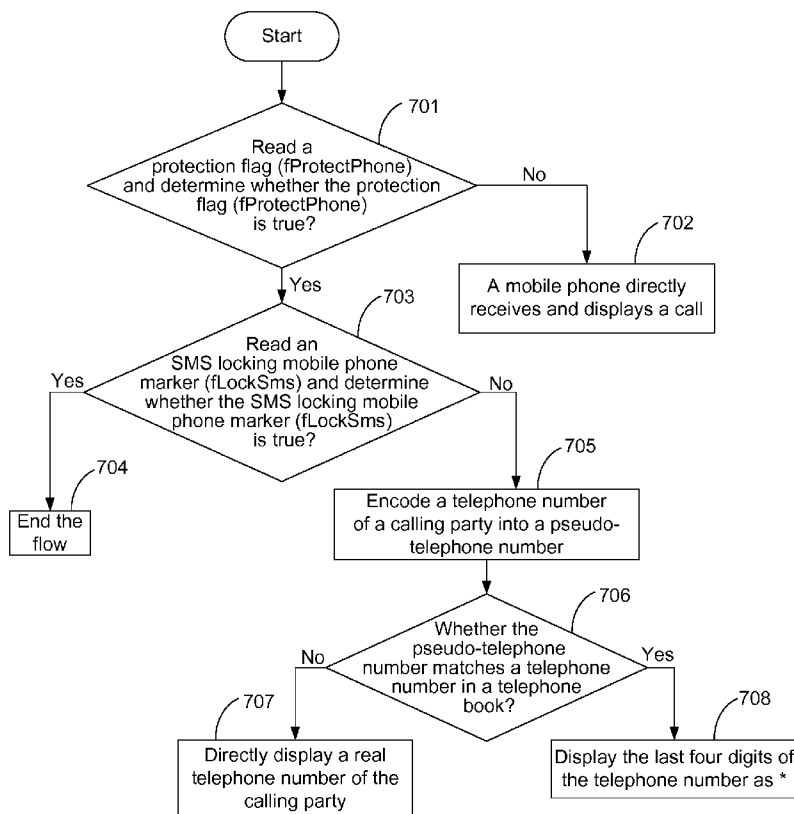 Start
701
Read a
protection flag (fProtectPhone)
and determine whether the protection
flag (fProtectPhone)
is true?
No
702
A mobile phone directly
receives and displays a call
Yes
703
Read an
SMS locking mobile phone
marker (fLockSms) and determine
whether the SMS locking mobile
phone marker (fLockSms)
is true?
Yes
No
704
End the
flow
705
Encode a telephone number
of a calling party into a pseudo-
telephone number
706
Whether the
pseudo-telephone
number matches a telephone
number in a telephone
book?
No
Yes
707
Directly display a real
telephone number of the
calling party
708
Display the last four digits of
the telephone number as *